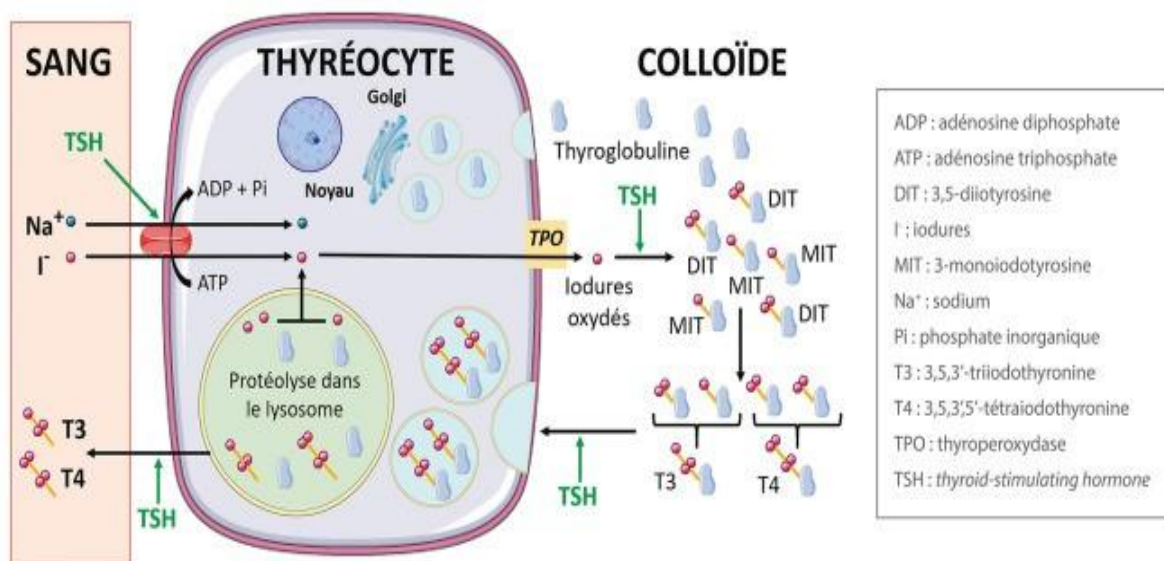 SANG
THYRÉOCYTE
COLLOÏDE
Golgi
Noyau
TSH
ADP + Pi
Na⁺
I⁻
ATP
Thyroglobuline
TPO
TSH
Iodures
oxydés
DIT
DIT
MIT
MIT
MIT
DIT
Protéolyse dans
le lysosome
T3
T4
TSH
TSH
T3
T4
ADP : adénosine diphosphate
ATP : adénosine triphosphate
DIT : 3,5-diiotyrosine
I⁻ : iodures
MIT : 3-monoiodotyrosine
Na⁺ : sodium
Pi : phosphate inorganique
T3 : 3,5,3'-triiodothyronine
T4 : 3,5,3',5'-tétraiodothyronine
TPO : thyroperoxydase
TSH : thyroid-stimulating hormone